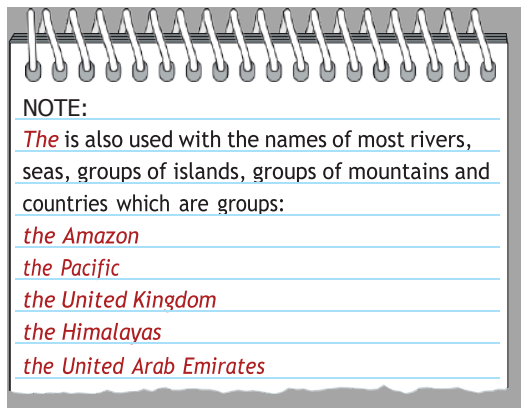 NOTE:
The is also used with the names of most rivers,
seas, groups of islands, groups of mountains and
countries which are groups:
the Amazon
the Pacific
the United Kingdom
the Himalayas
the United Arab Emirates